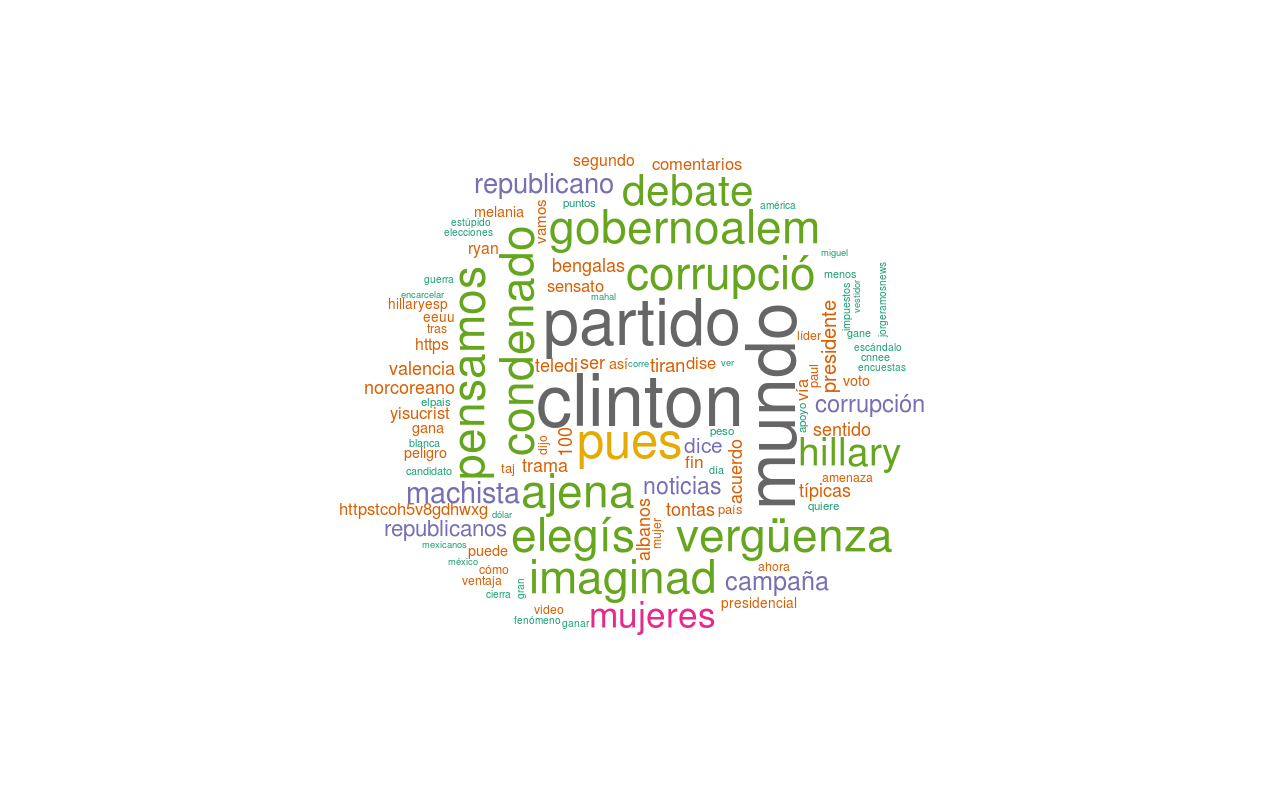 segundo
comentarios
republicano
debate
melania
vamos
puntos
américa
estúpido
elecciones
gobernoalem
ryan
condenado
pensamos
bengalas
corrupció
miguel
guerra
sensato
menos
encarcelar
mahal
impuestos
vestidor
jorgeramosnews
hillaryesp
partido
mundo
presidente
eeuu
tras
líder
gane
https
escándalo
cnnee
valencia
teledi
ser
así
corre
tiran
dise
ver
paul
encuestas
norcoreano
clinton
vía
voto
elpais
yisucrist
apoyo
corrupción
gana
dijo
100
pues
peso
sentido
blanca
peligro
dice
hillary
candidato
taj
trama
fin
día
acuerdo
amenaza
machista
ajena
noticias
típicas
httpstcoh5v8gdhwxg
dólar
tontas
país
quiere
republicanos
elegís
albanos
mujer
vergüenza
mexicanos
puede
méxico
cómo
imaginad
ahora
ventaja
campaña
cierra
gran
video
mujeres
presidencial
fenómeno
ganar